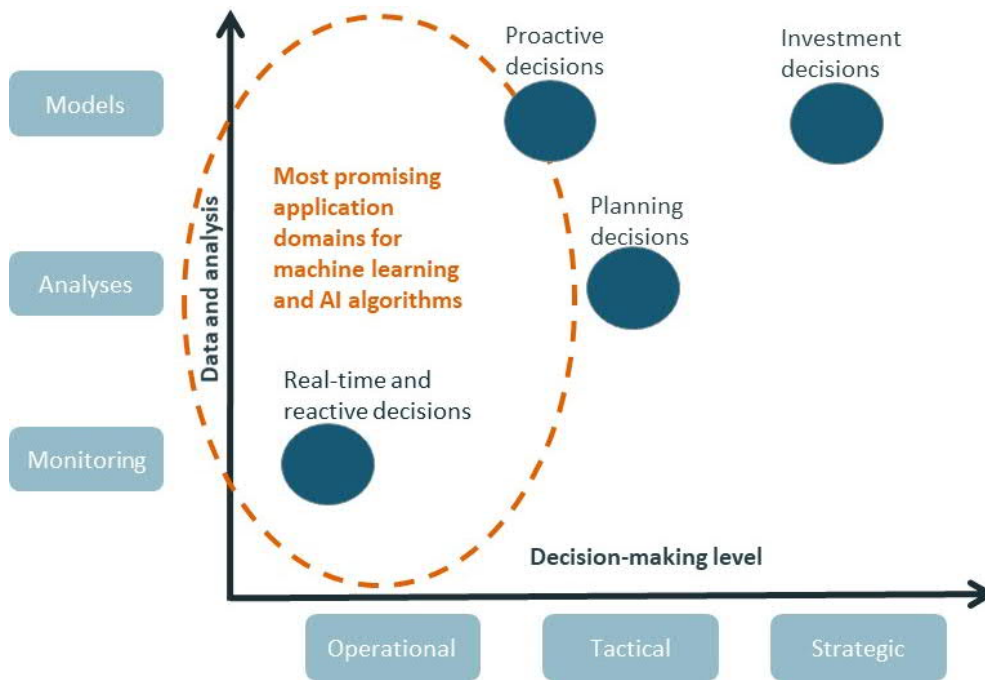 Proactive
decisions
Investment
decisions
Models
Most promising
application
domains for
machine learning
and AI algorithms
Planning
decisions
Data and analysis
Analyses
Real-time and
reactive decisions
Monitoring
Decision-making level
Operational
Tactical
Strategic